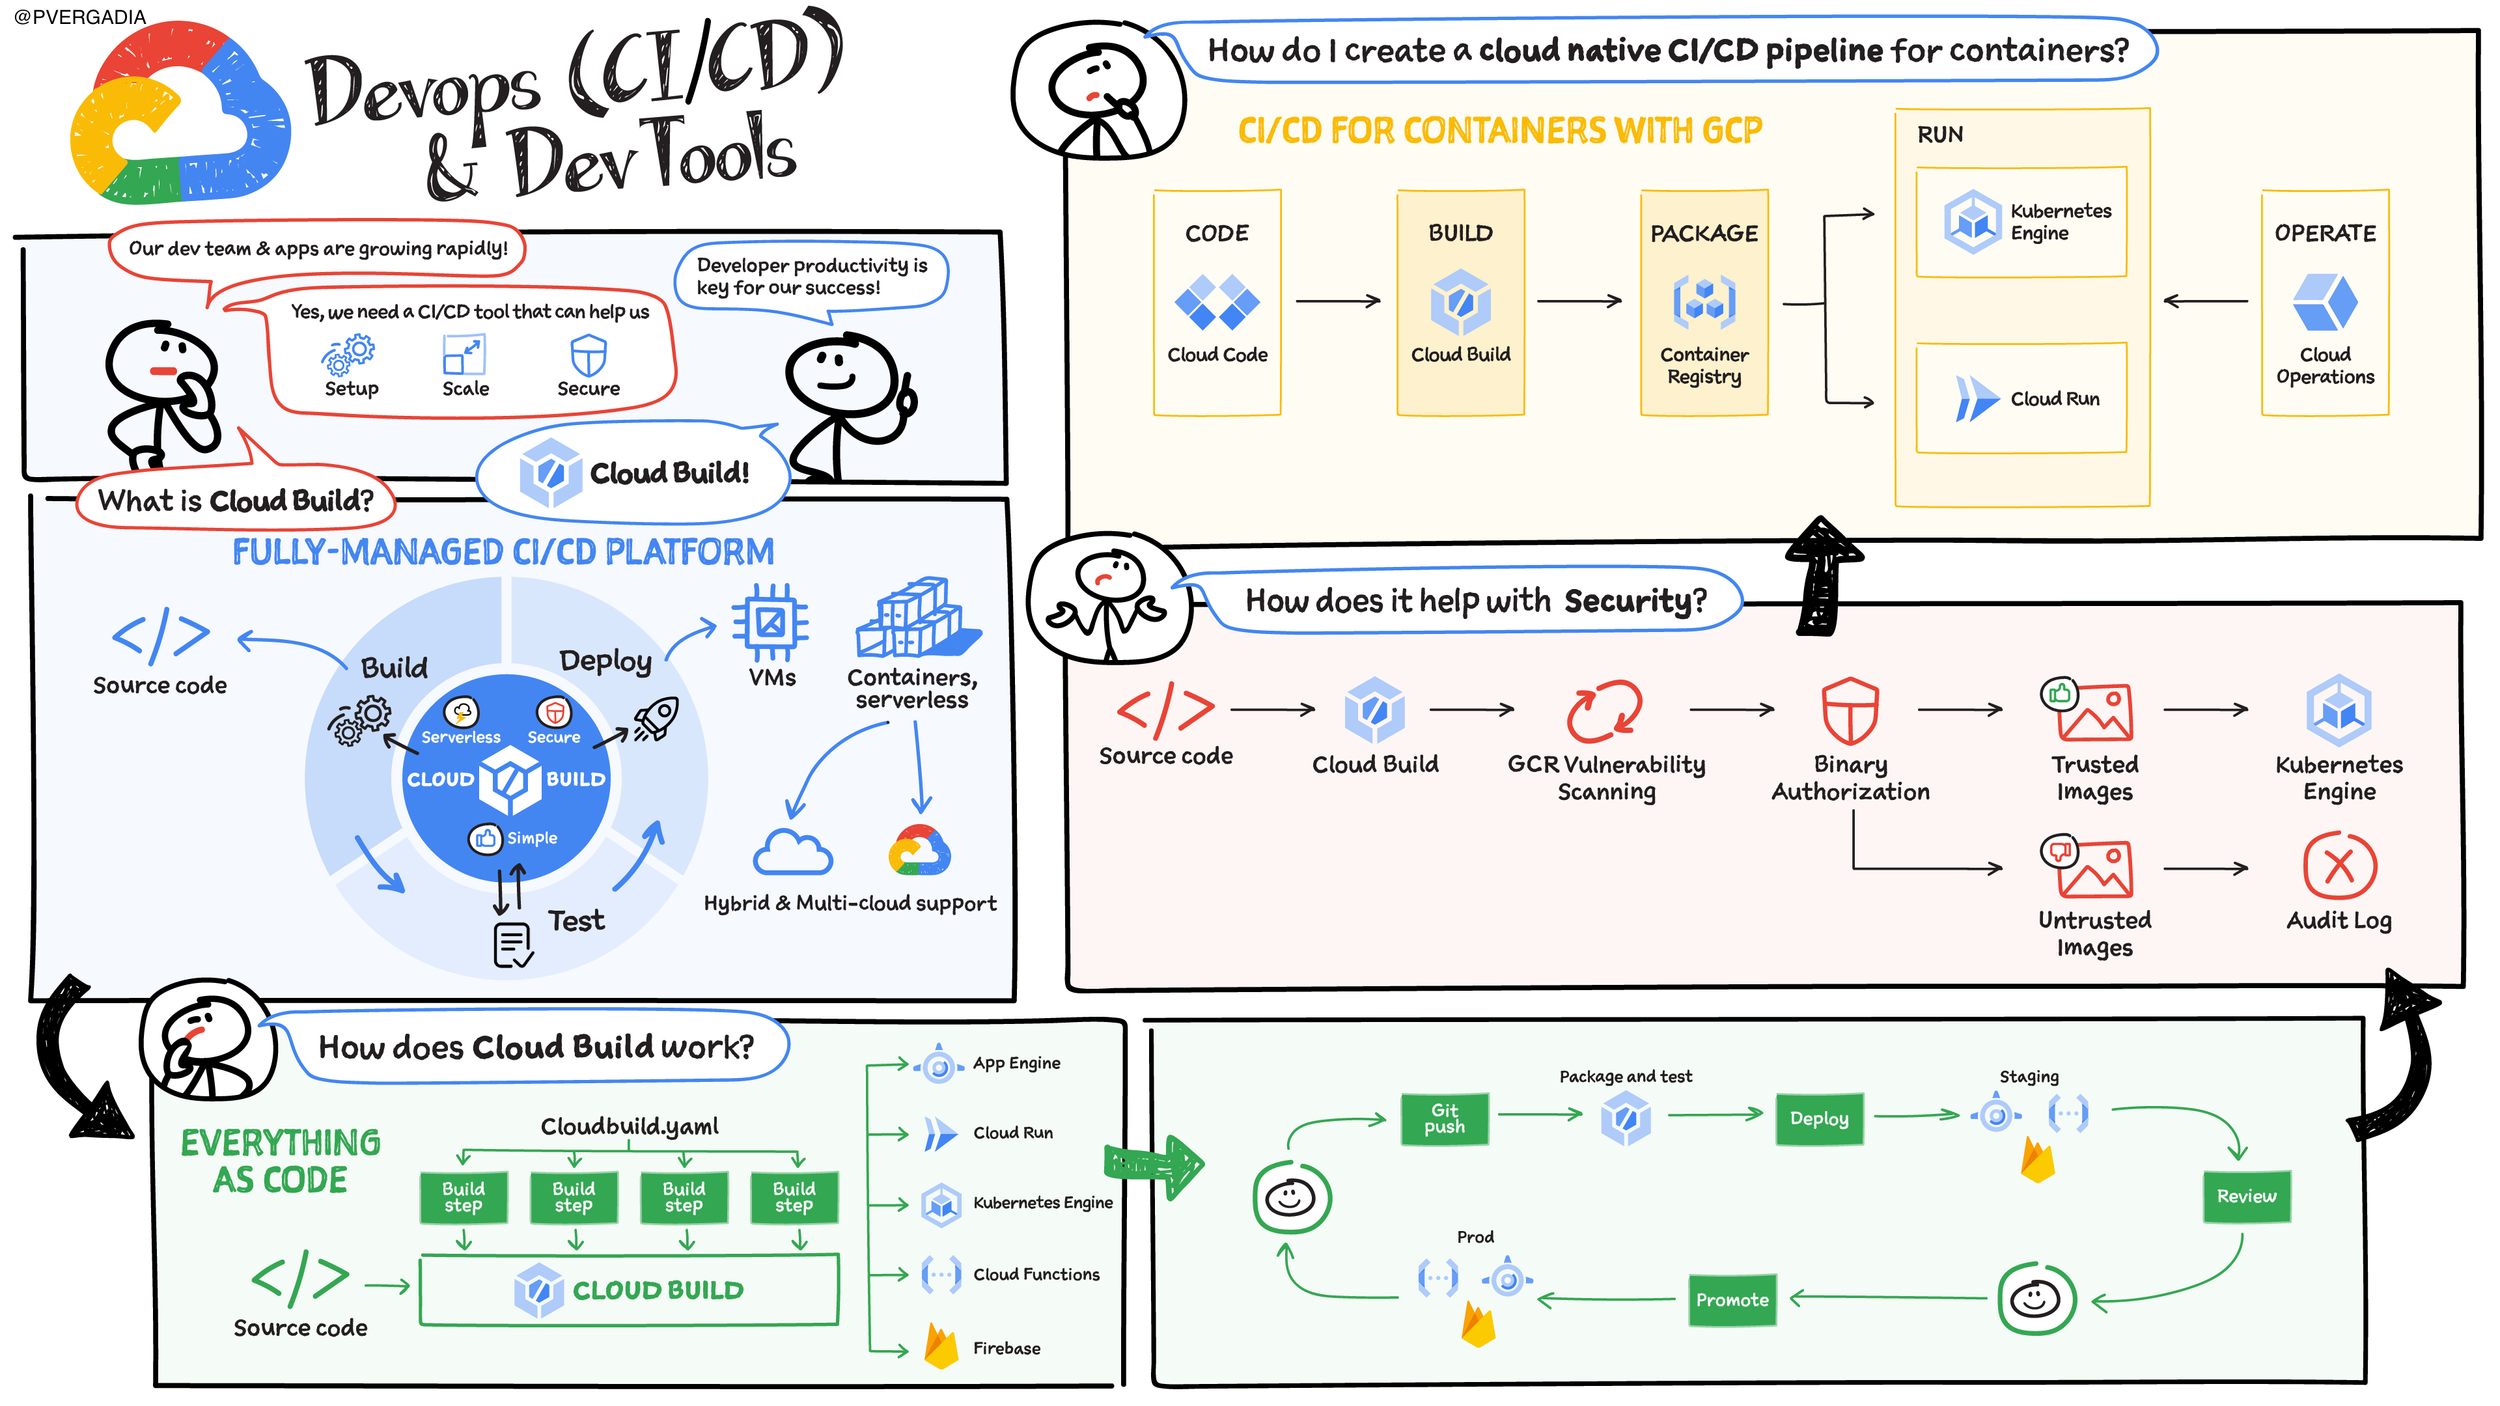 @PVERGADIA
Devops (CI/CD)
& Dev Tools
Our dev team & apps are growing rapidly!
Yes, we need a CI/CD tool that can help us
Setup
Scale
Secure
Developer productivity is
key for our success!
Cloud Build!
What is Cloud Build?
FULLY-MANAGED CI/CD PLATFORM
Source code
Build
Deploy
Test
Serverless
Secure
CLOUD BUILD
Simple
VMs
Containers,
serverless
Hybrid & Multi-cloud support
How does Cloud Build work?
EVERYTHING
AS CODE
Cloudbuild.yaml
Build
step
Build
step
Build
step
Build
step
Source code
CLOUD BUILD
App Engine
Cloud Run
Kubernetes Engine
Cloud Functions
Firebase
Git
push
Package and test
Deploy
Staging
Review
Promote
Prod
How does it help with Security?
Source code
Cloud Build
GCR Vulnerability
Scanning
Binary
Authorization
Trusted
Images
Kubernetes
Engine
Untrusted
Images
Audit Log
How do I create a cloud native CI/CD pipeline for containers?
CI/CD FOR CONTAINERS WITH GCP
CODE
Cloud Code
BUILD
Cloud Build
PACKAGE
Container
Registry
RUN
Kubernetes
Engine
Cloud Run
OPERATE
Cloud
Operations